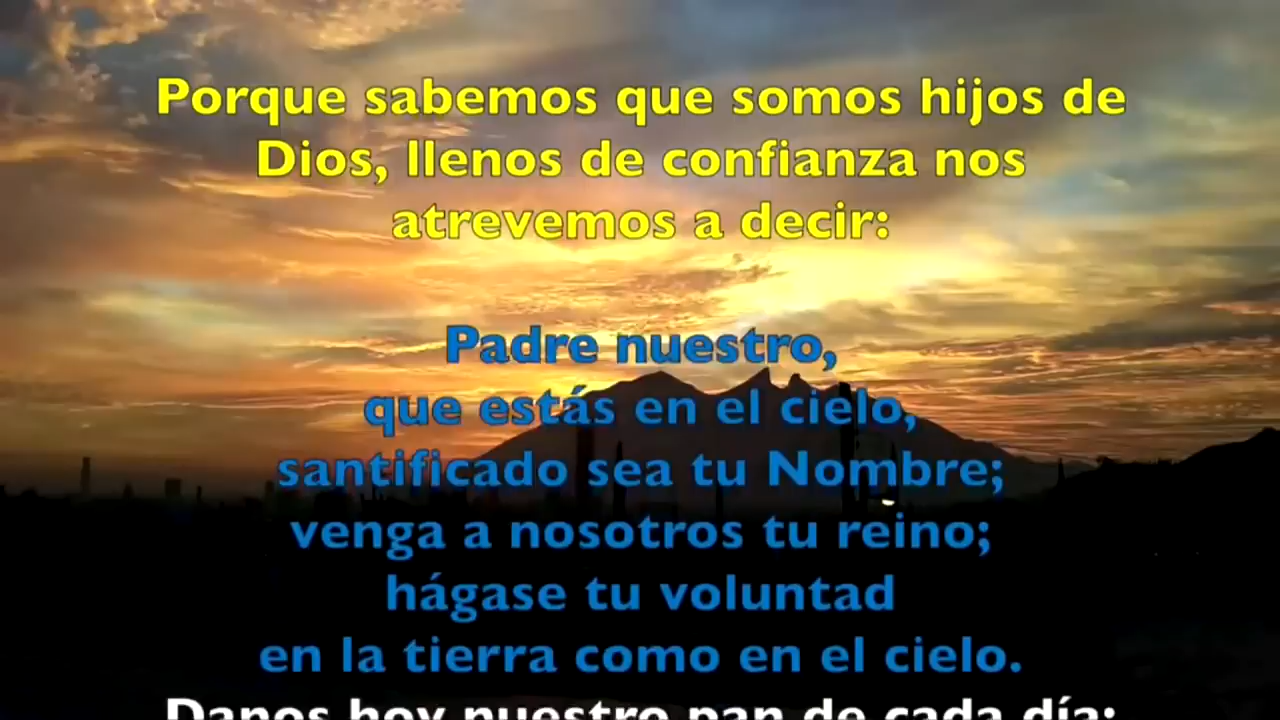 Porque sabemos que somos hijos de
Dios, llenos de confianza nos
atrevemos a decir:
Padre nuestro,
que estás en el cielo,
santificado sea tu Nombre;
venga a nosotros tu reino;
hágase tu voluntad
en la tierra como en el cielo.
Danos hoy nuestro pan de cada día;